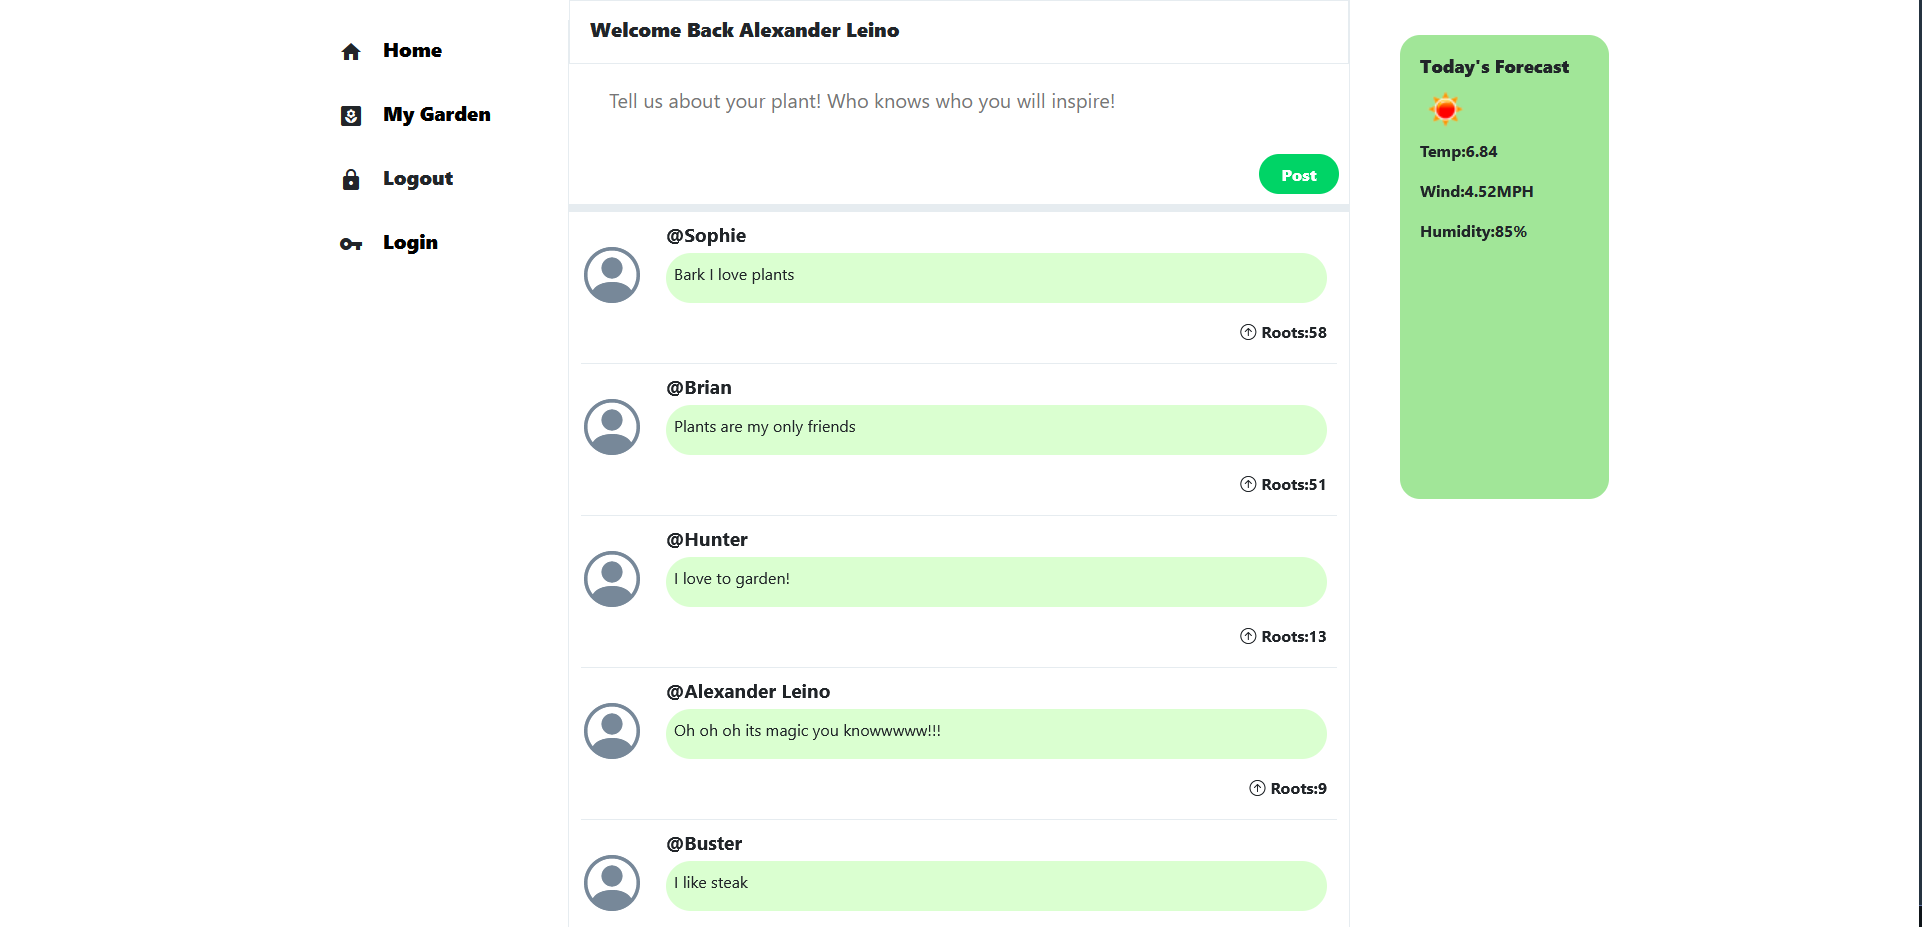 Home
My Garden
Logout
Login
Welcome Back Alexander Leino
Tell us about your plant! Who knows who you will inspire!
Post
@Sophie
Bark I love plants
Roots:58
@Brian
Plants are my only friends
Roots:51
@Hunter
I love to garden!
Roots:13
@Alexander Leino
Oh oh oh its magic you knowwwww!!!
Roots:9
@Buster
I like steak
Today's Forecast
Temp:6.84
Wind:4.52MPH
Humidity:85%